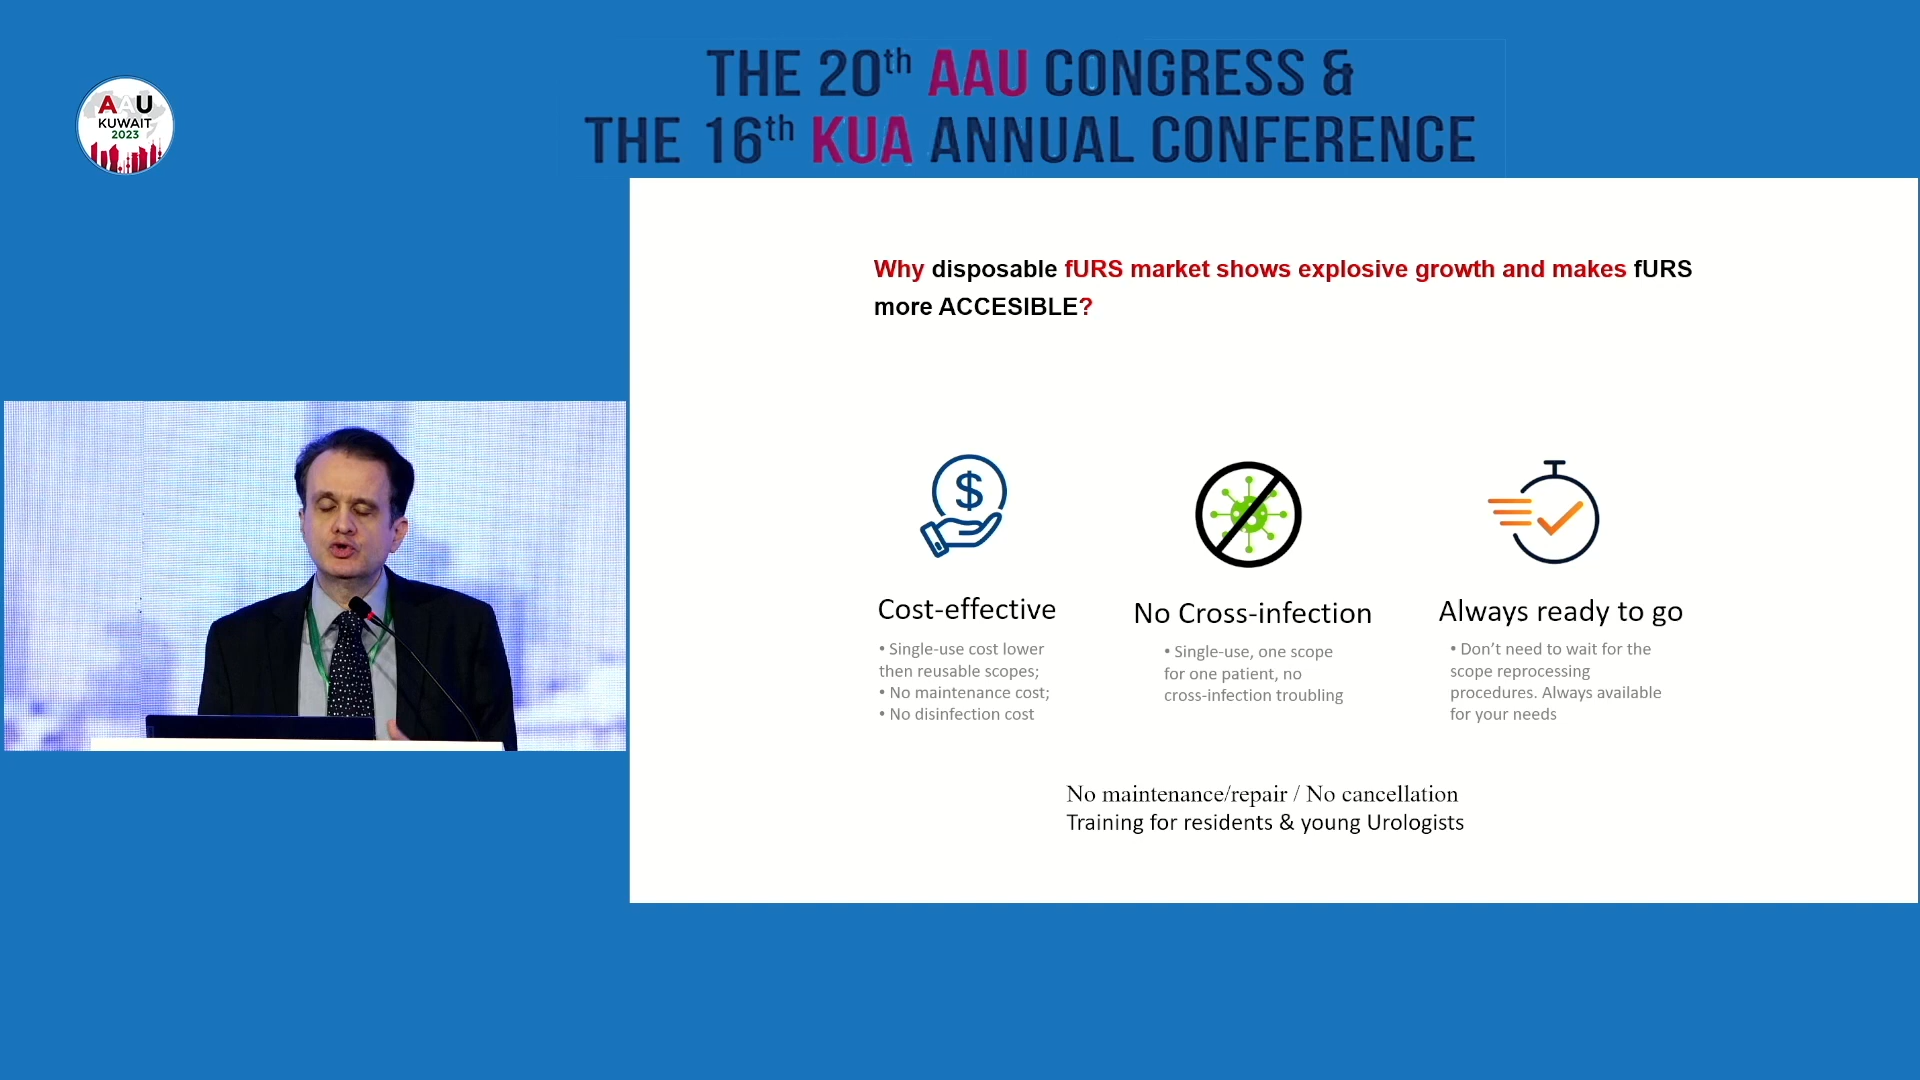 THE 20th AAU CONGRESS &
THE 16th KUA ANNUAL CONFERENCE
AAU
KUWAIT
2023
Why disposable fURS market shows explosive growth and makes fURS
more ACCESIBLE?
$
Cost-effective
• Single-use cost lower
then reusable scopes;
• No maintenance cost;
• No disinfection cost
No Cross-infection
• Single-use, one scope
for one patient, no
cross-infection troubling
Always ready to go
• Don’t need to wait for the
scope reprocessing
procedures. Always available
for your needs
No maintenance/repair / No cancellation
Training for residents & young Urologists